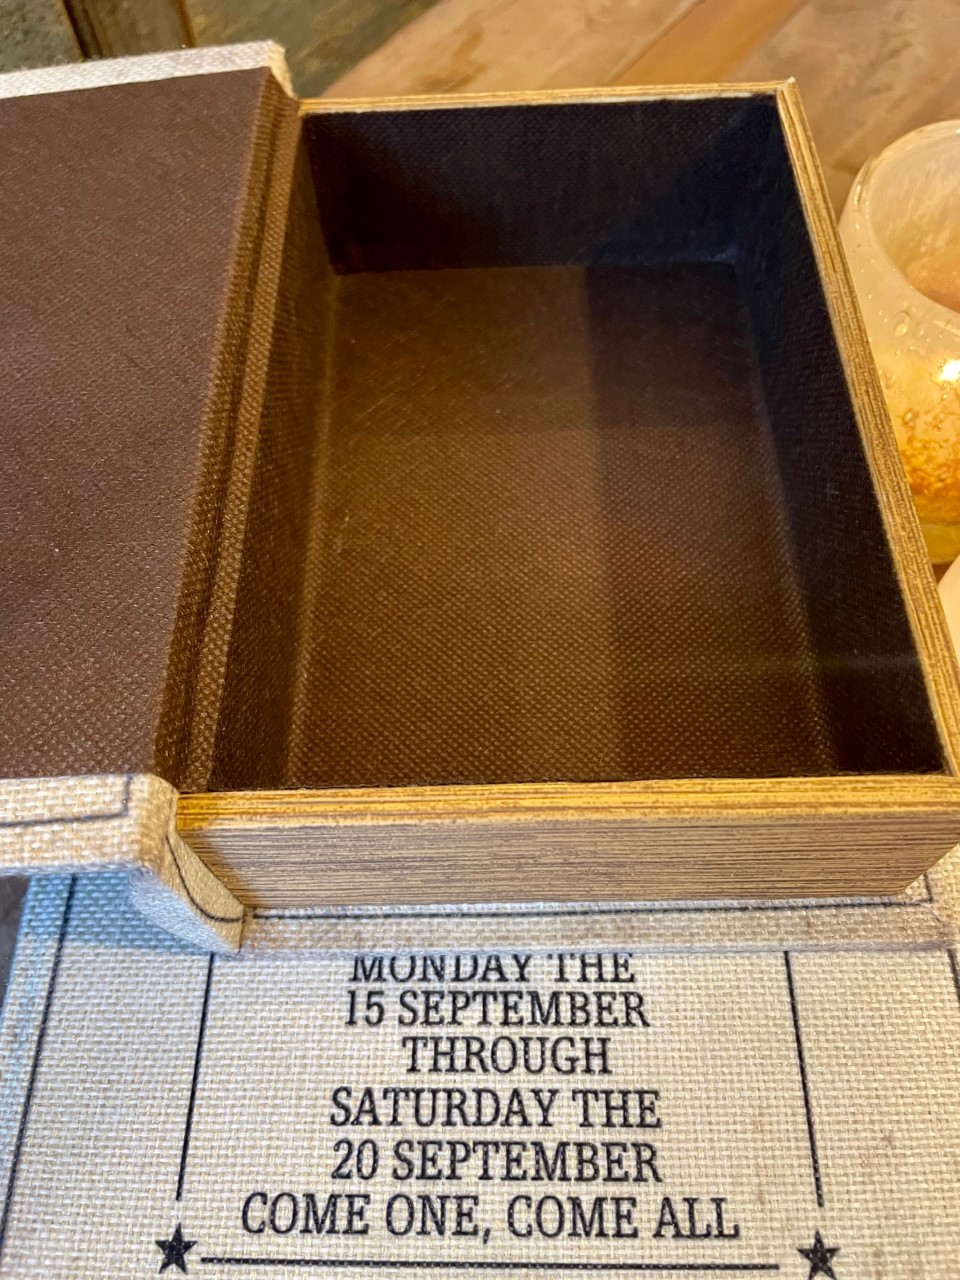 MONDAY THE
15 SEPTEMBER
THROUGH
SATURDAY THE
20 SEPTEMBER
COME ONE, COME ALL